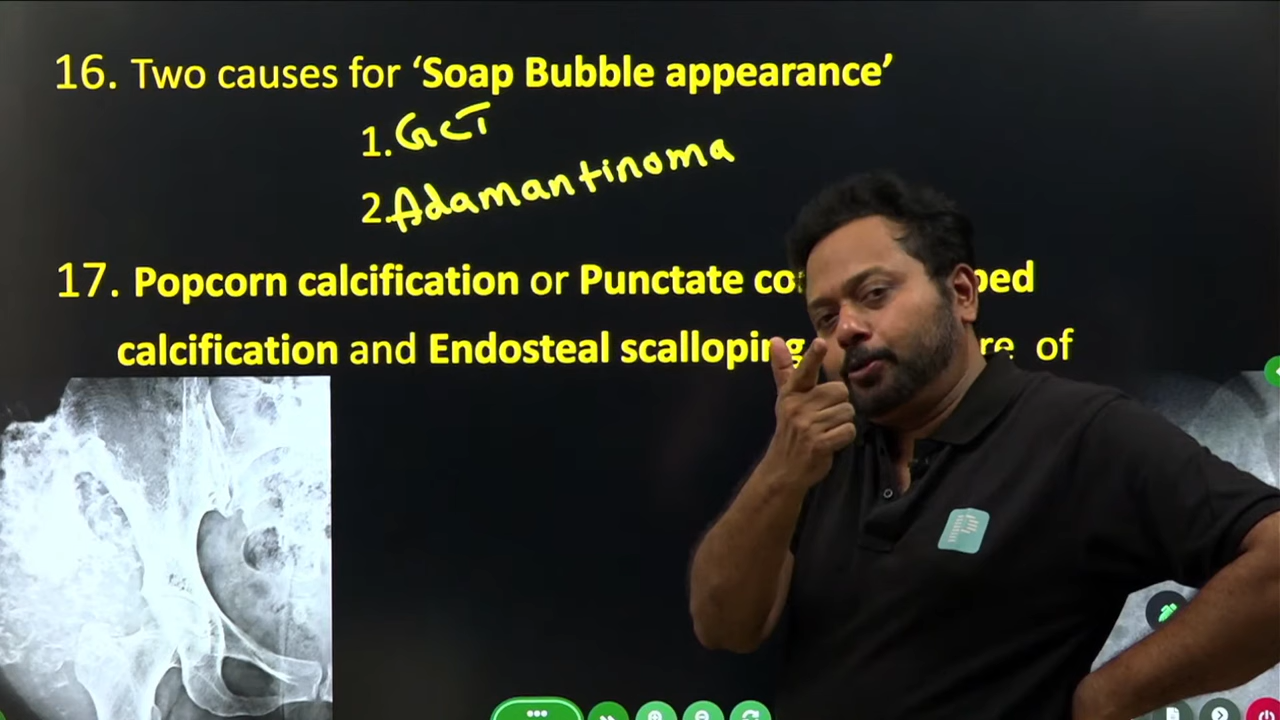 16. Two causes for ‘Soap Bubble appearance’
1. GCT
2. Adamantinoma
17. Popcorn calcification or Punctate
calcification and Endosteal scalloping of